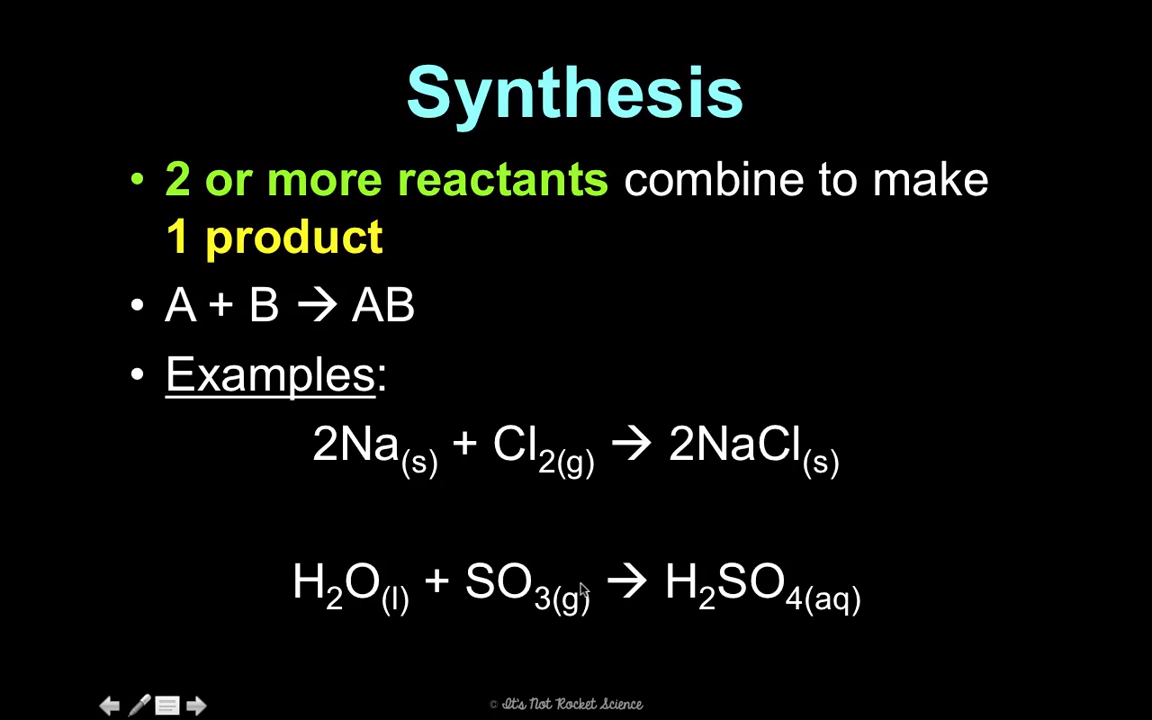 Synthesis
• 2 or more reactants combine to make
1 product
• A + B → AB
• Examples:
2Na(s) + Cl2(g) → 2NaCl(s)
H2O(l) + SO3(g) → H2SO4(aq)
© It's Not Rocket Science